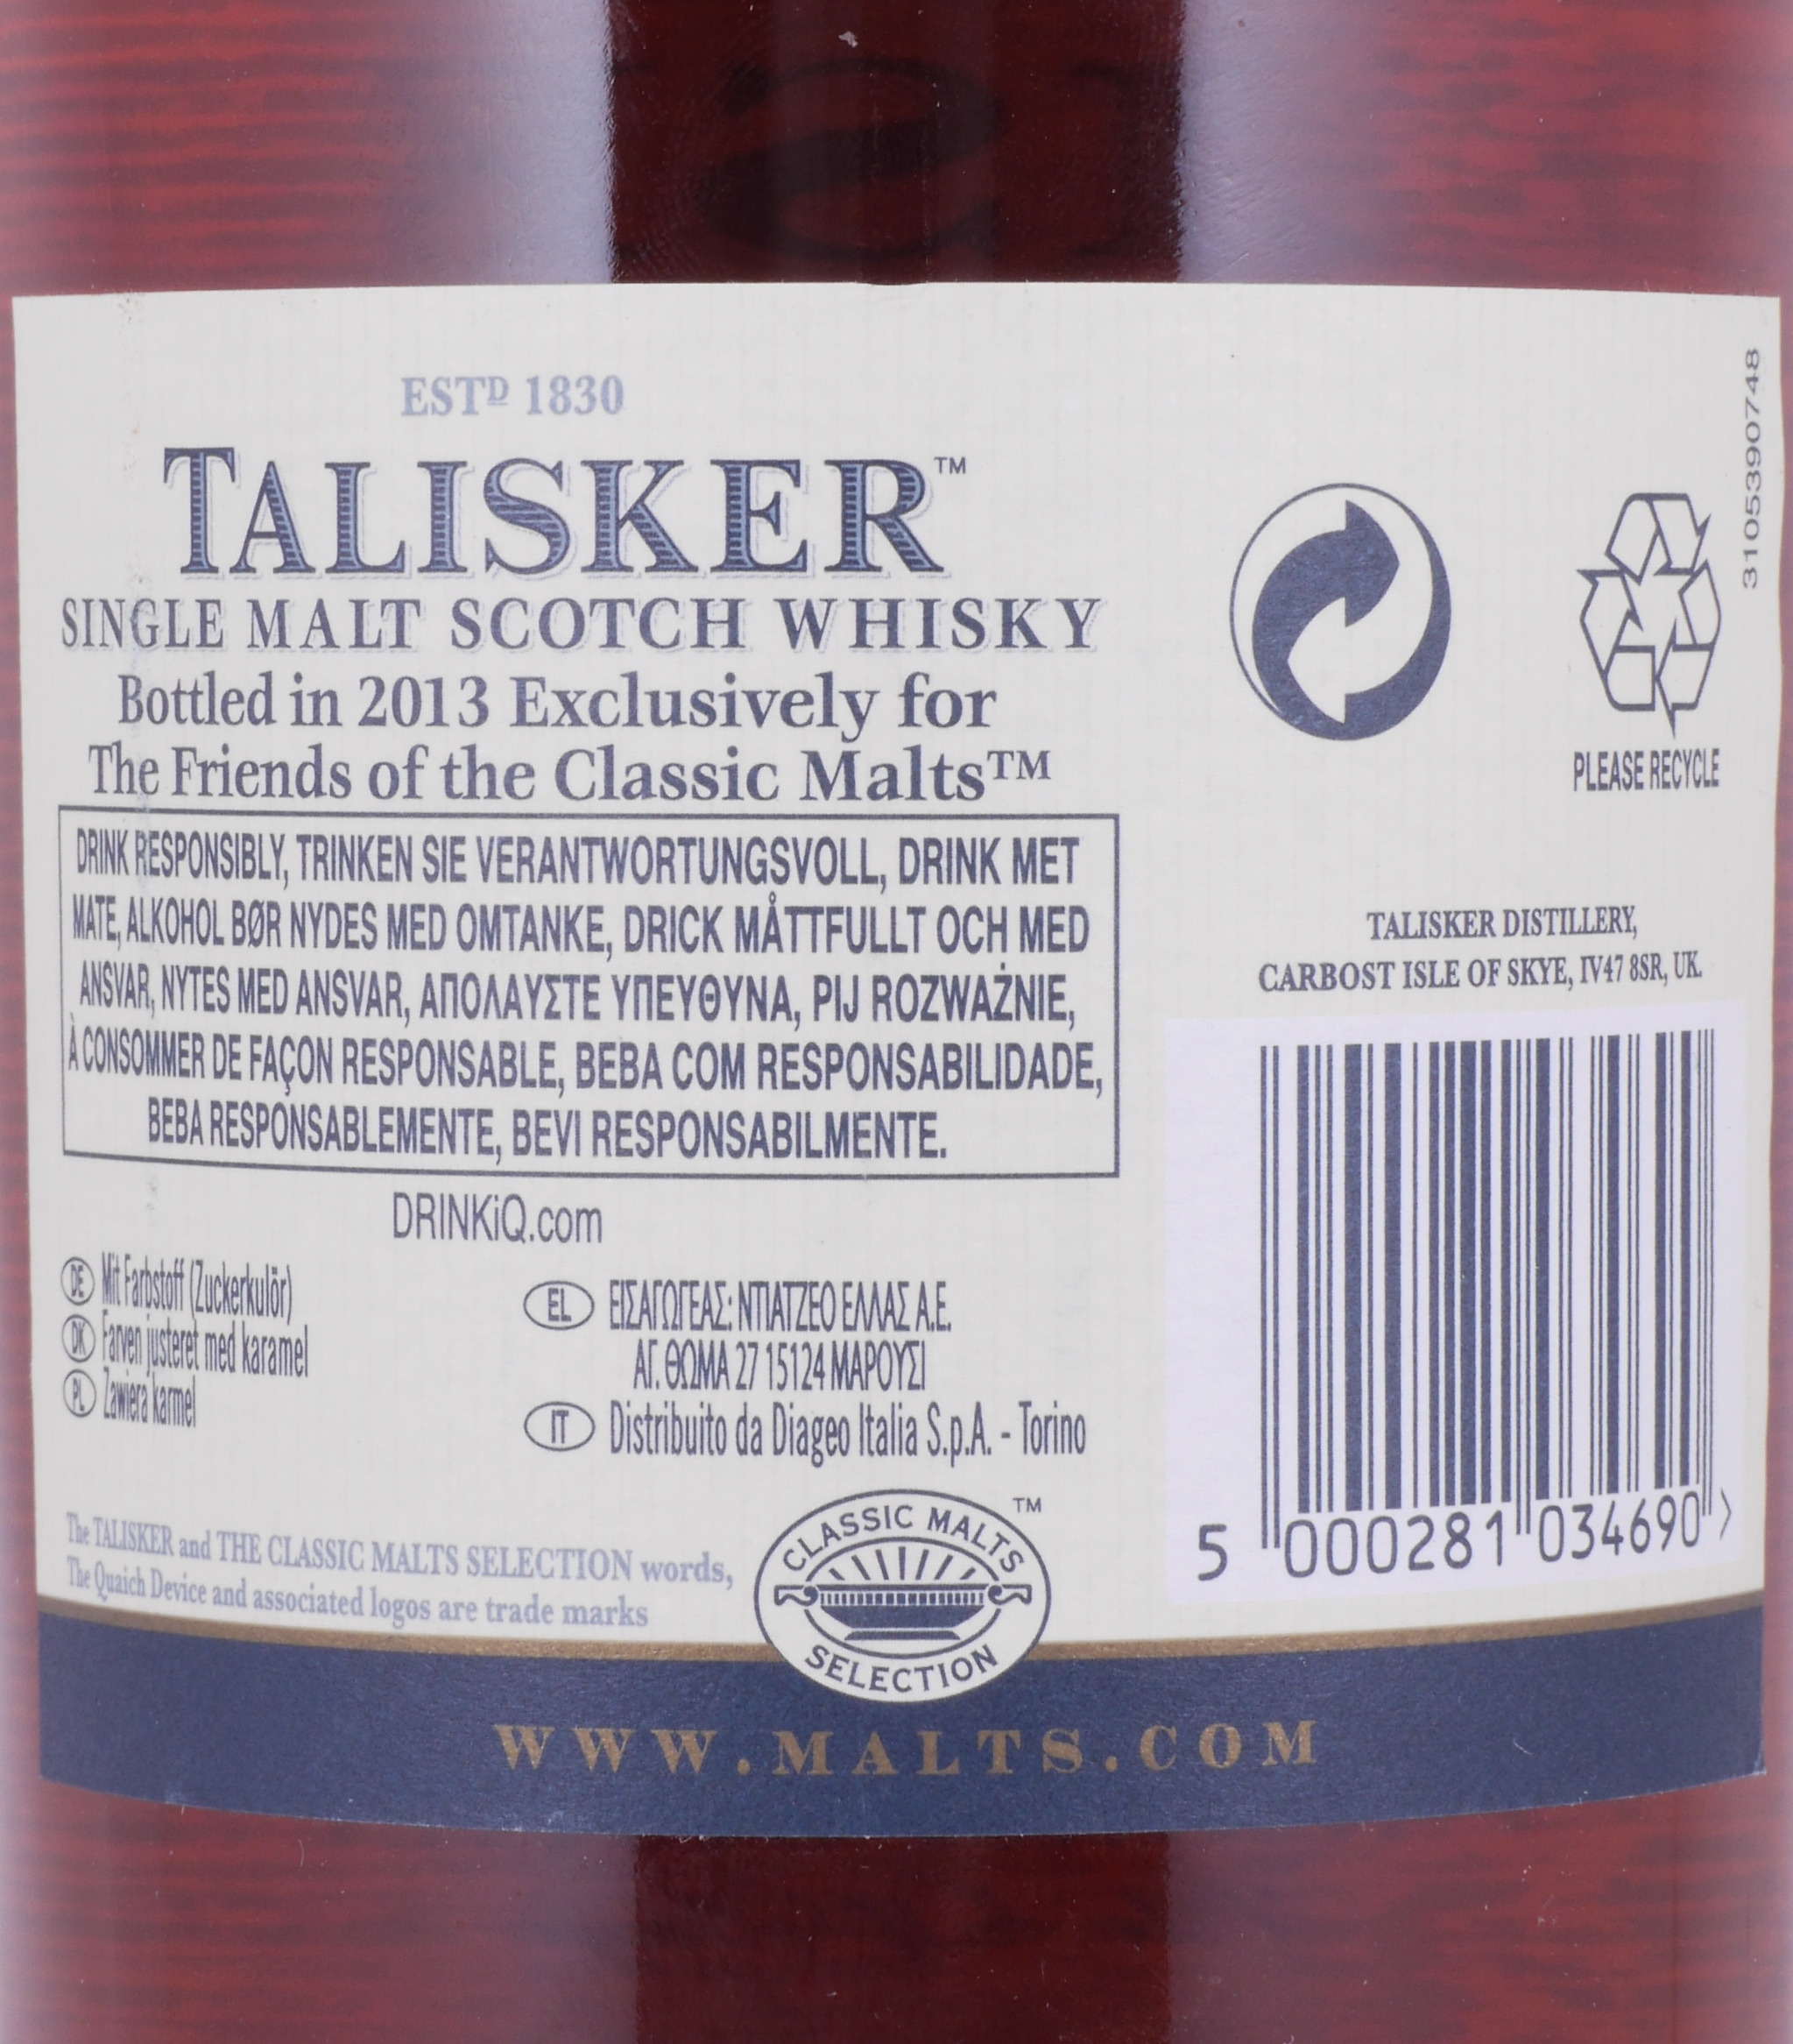 ESTD 1830
TALISKER™
SINGLE MALT SCOTCH WHISKY
Bottled in 2013 Exclusively for
The Friends of the Classic Malts™
DRINK RESPONSIBLY, TRINKEN SIE VERANTWORTUNGSVOLL, DRINK MET
MATE, ALKOHOL BØR NYDES MED OMTANKE, DRICK MÅTTFULLT OCH MED
ANSVAR, NYTES MED ANSVAR, ΑΠΟΛΑΥΣΤΕ ΥΠΕΥΘΥΝΑ, PIJ ROZWAŻNIE,
À CONSOMMER DE FAÇON RESPONSABLE, BEBA COM RESPONSABILIDADE,
BEBA RESPONSABLEMENTE, BEVI RESPONSABILMENTE.
DRINKiQ.com
DE Mit Farbstoff (Zuckerkulör)
DK Farven justeret med karamel
PL Zawiera karmel
EL ΕΙΣΑΓΩΓΕΑΣ: ΝΤΙΑΤΖΕΟ ΕΛΛΑΣ Α.Ε.
ΑΓ. ΘΩΜΑ 27 15124 ΜΑΡΟΥΣΙ
IT Distribuito da Diageo Italia S.p.A. - Torino
The TALISKER and THE CLASSIC MALTS SELECTION words,
The Quaich Device and associated logos are trade marks
CLASSIC MALTS ™
SELECTION
WWW.MALTS.COM
3105390748
PLEASE RECYCLE
TALISKER DISTILLERY,
CARBOST ISLE OF SKYE, IV47 8SR, UK.
5 000281 034690 >